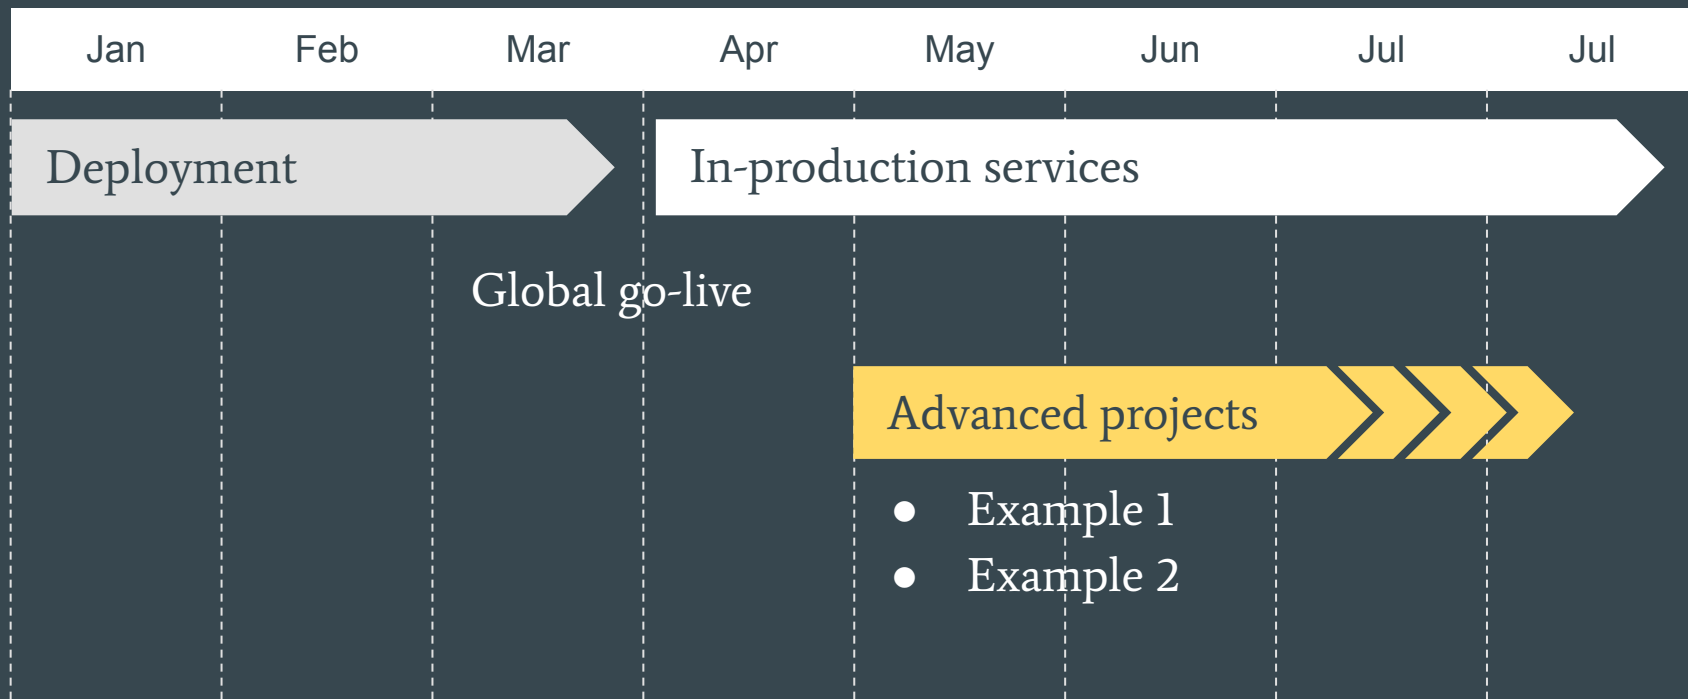 Jan Feb Mar Apr May Jun Jul Jul
Deployment In-production services
Global go-live
Advanced projects
● Example 1
● Example 2